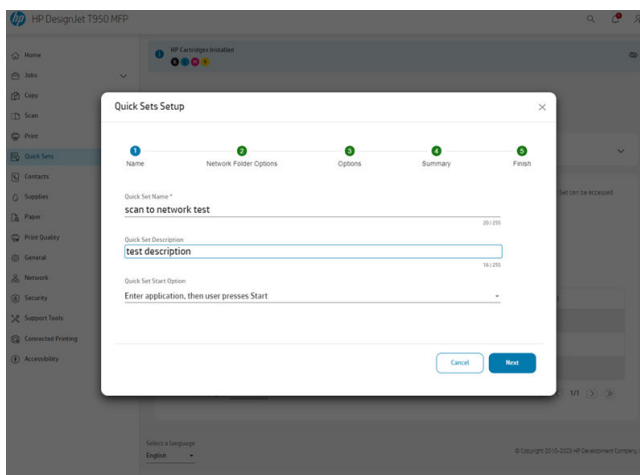 hp HP DesignJet T950 MFP
Home
Jobs
Copy
Scan
Print
Quick Sets
Contacts
Supplies
Paper
Print Quality
General
Network
Security
Support Tools
Connected Printing
Accessibility
HP Cartridges Installed
Quick Sets Setup
1 2 3 4 5
Name Network Folder Options Options Summary Finish
Quick Set Name *
scan to network test
20 / 255
Quick Set Description
test description
16 / 255
Quick Set Start Option
Enter application, then user presses Start
Cancel Next
Set can be accessed
1/1
Select a language
English
© Copyright 2010-2023 HP Development Company,